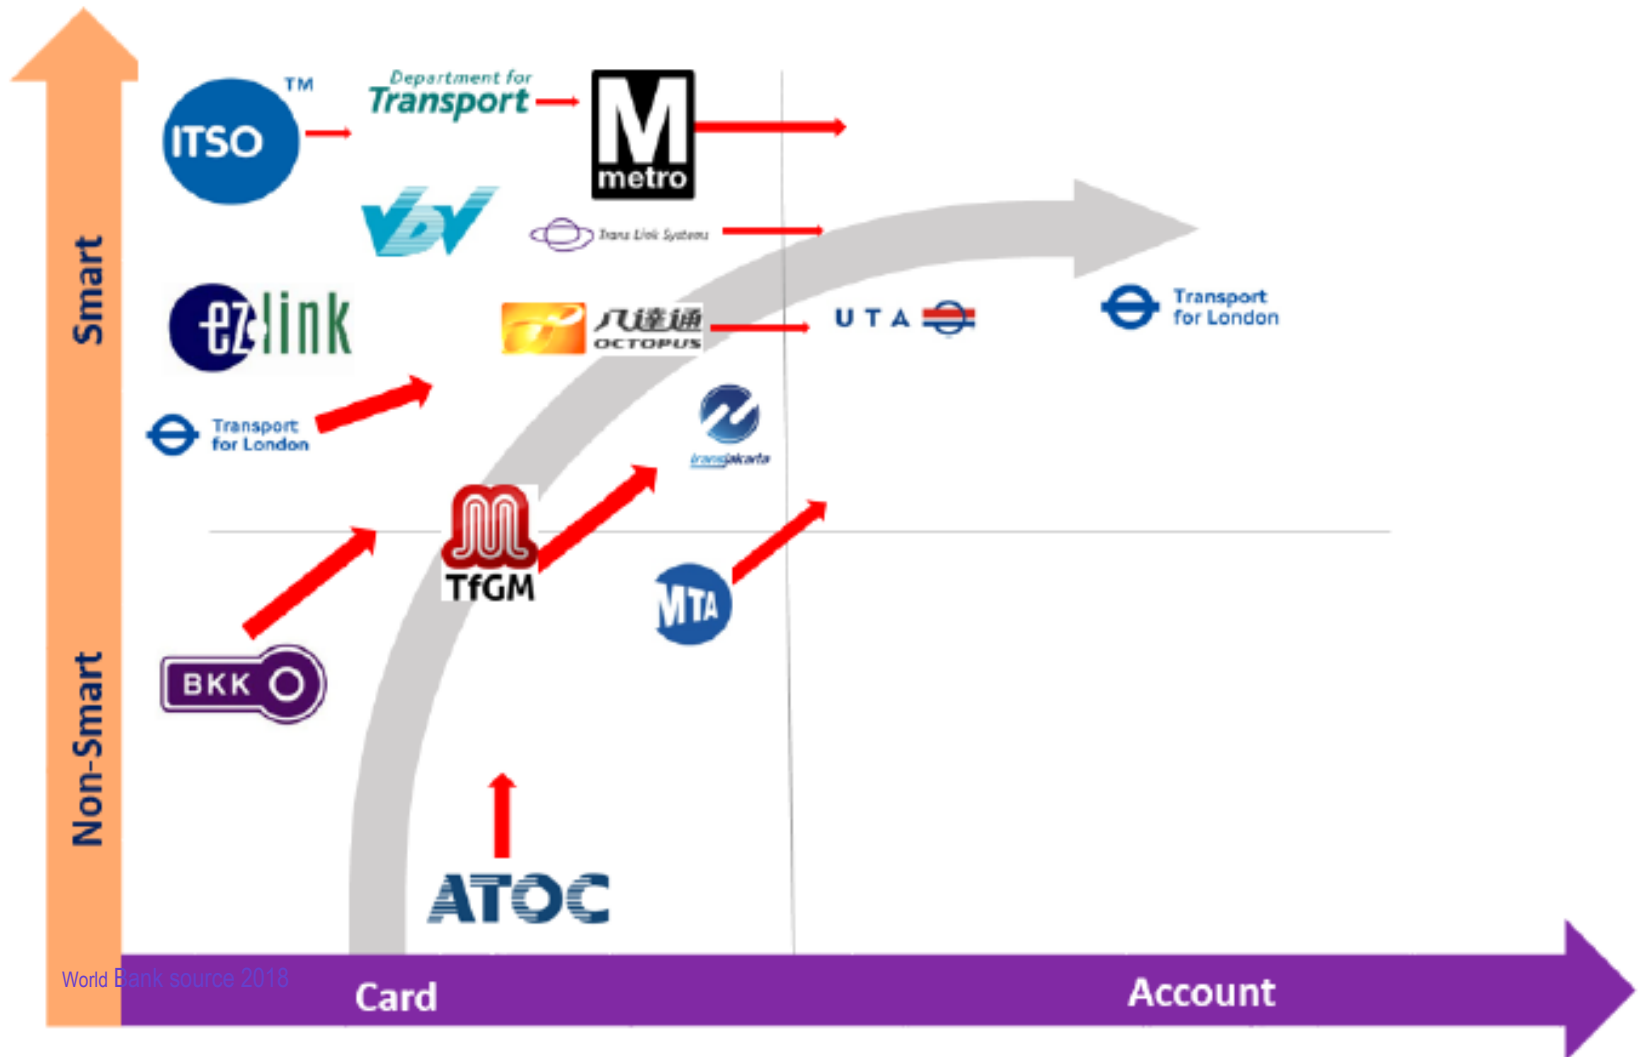 ITSO
TM
Department for
Transport
M
metro
VDV
Trans Link Systems
ez link
八達通
OCTOPUS
UTA
Transport
for London
Transport
for London
transjakarta
TfGM
MTA
BKK
ATOC
Smart
Non-Smart
World Bank source 2018
Card
Account